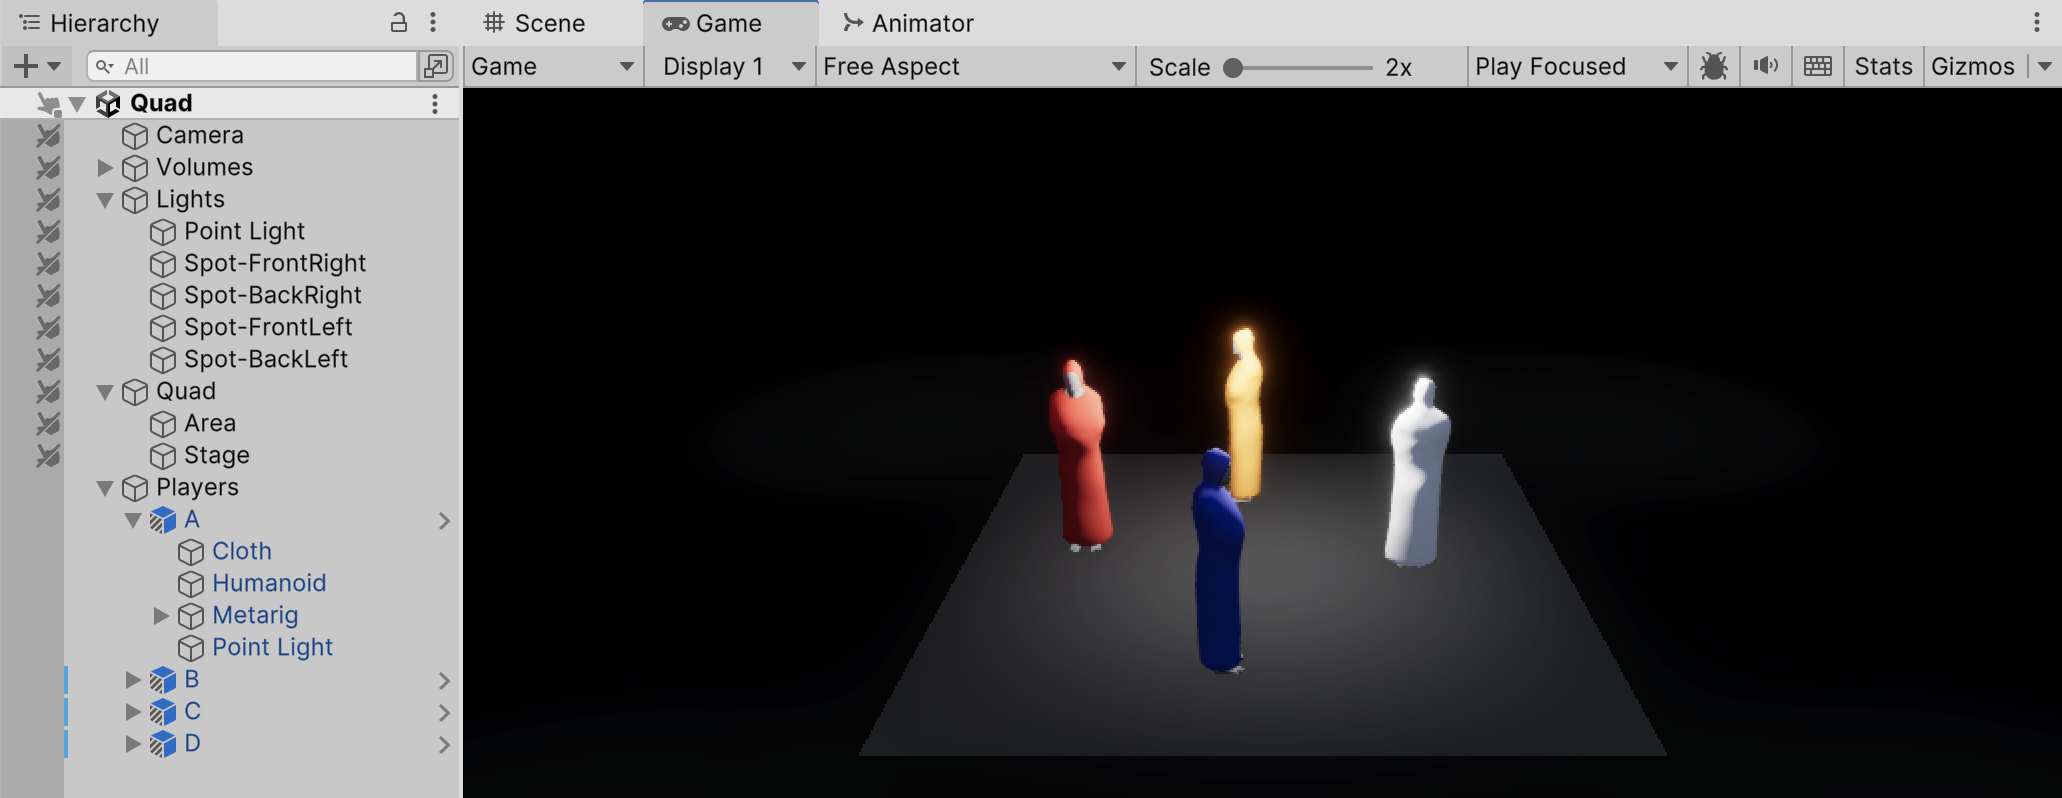 Hierarchy
Scene
Game
Animator
All
Game
Display 1
Free Aspect
Scale
2x
Play Focused
Stats
Gizmos
Quad
Camera
Volumes
Lights
Point Light
Spot-FrontRight
Spot-BackRight
Spot-FrontLeft
Spot-BackLeft
Quad
Area
Stage
Players
A
Cloth
Humanoid
Metarig
Point Light
B
C
D